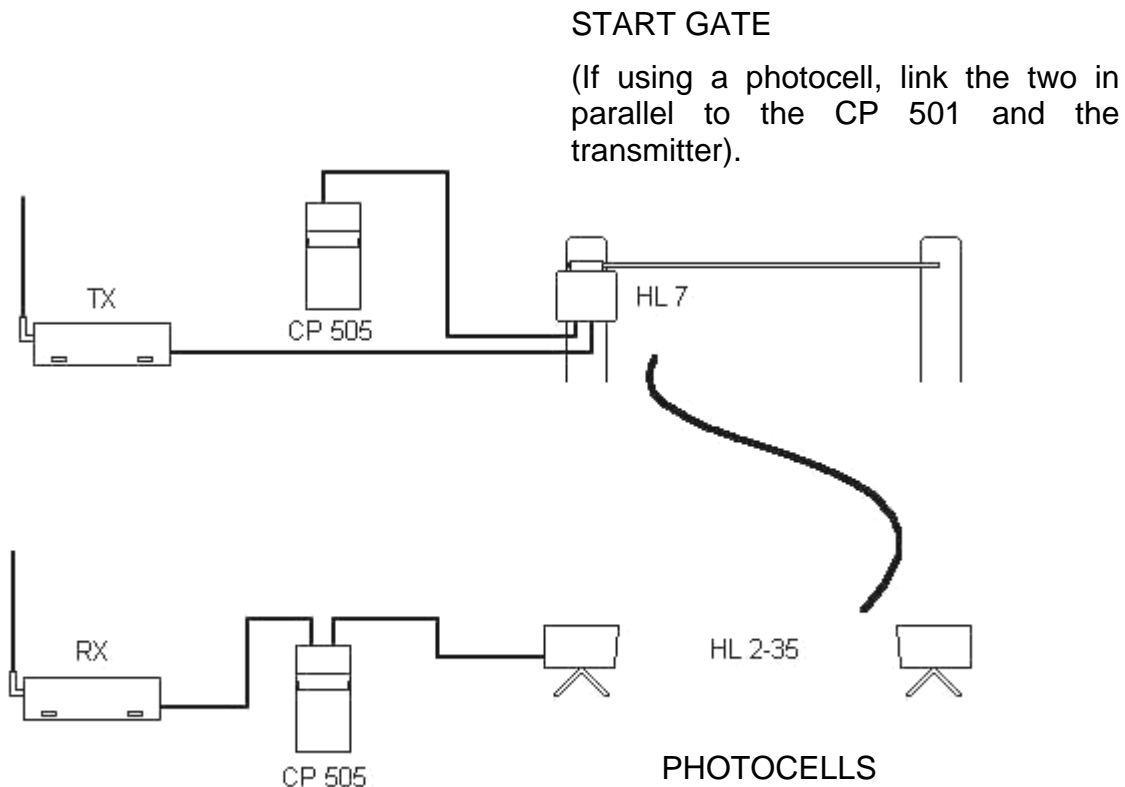 START GATE
(If using a photocell, link the two in
parallel to the CP 501 and the
transmitter).
TX
CP 505
HL 7
RX
HL 2-35
CP 505
PHOTOCELLS